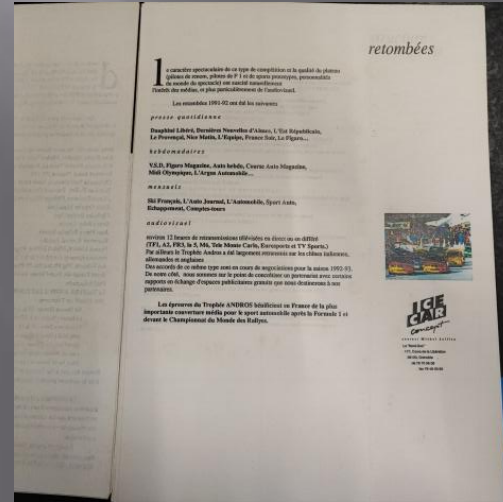 retombées
le caractère spectaculaire de ce type de compétition et la qualité du plateau
(pilotes de renom, pilotes de F 1 et de sports prototypes, personnalités
du monde du spectacle) ont suscité naturellement
l'intérêt des médias, et plus particulièrement de l'audiovisuel.
Les retombées 1991-92 ont été les suivantes
presse quotidienne
Dauphiné Libéré, Dernières Nouvelles d'Alsace, L'Est Républicain,
Le Provençal, Nice Matin, L'Equipe, France Soir, Le Figaro...
hebdomadaires
V.S.D, Figaro Magazine, Auto hebdo, Course Auto Magazine,
Midi Olympique, L'Argus Automobile...
mensuels
Ski Français, L'Auto Journal, L'Automobile, Sport Auto,
Echappement, Comptes-tours
audiovisuel
environ 12 heures de retransmissions télévisées en direct ou en différé
(TF1, A2, FR3, la 5, M6, Tele Monte Carlo, Eurosports et TV Sports.)
Par ailleurs le Trophée Andros a été largement retransmis sur les chînes italiennes,
allemandes et anglaises
Des accords de ce même type sont en cours de négociations pour la saison 1992-93.
De notre côté, nous sommes sur le point de concrétiser un partenariat avec certains
supports en échange d'espaces publicitaires gratuits que nous destinerons à nos
partenaires.
Les épreuves du Trophée ANDROS bénéficient en France de la plus
importante couverture média pour le sport automobile après la Formule 1 et
devant le Championnat du Monde des Rallyes.
ICE
CAR
concept